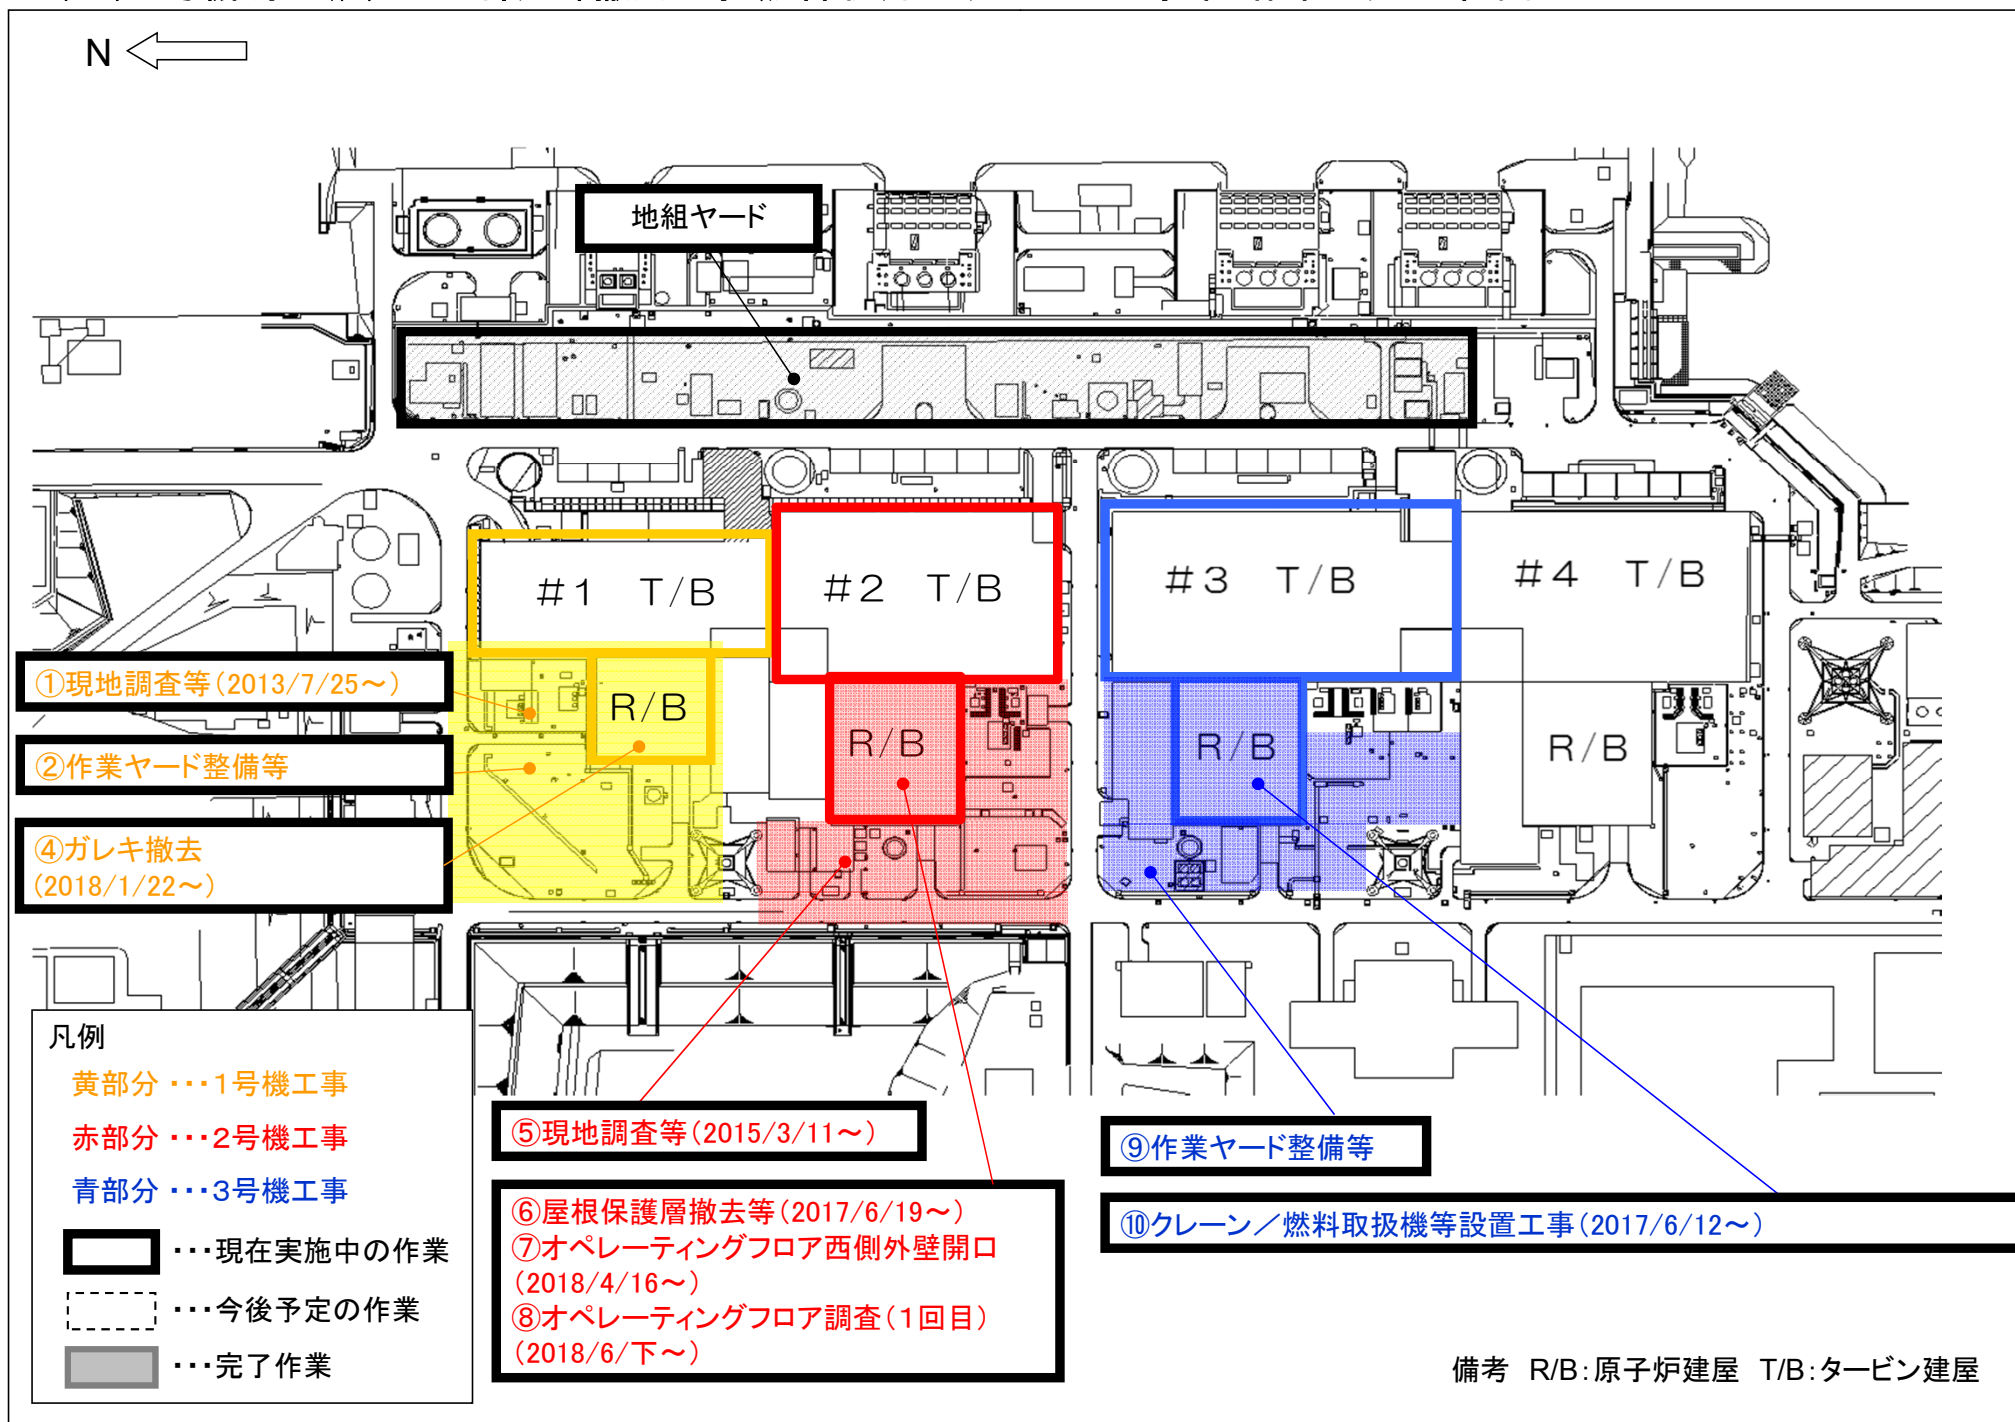 N
地組ヤード
#1 T/B
#2 T/B
#3 T/B
#4 T/B
R/B
R/B
R/B
R/B
①現地調査等(2013/7/25～)
②作業ヤード整備等
④ガレキ撤去
(2018/1/22～)
凡例
黄部分 ・・・1号機工事
赤部分 ・・・2号機工事
青部分 ・・・3号機工事
・・・現在実施中の作業
・・・今後予定の作業
・・・完了作業
⑤現地調査等(2015/3/11～)
⑥屋根保護層撤去等(2017/6/19～)
⑦オペレーティングフロア西側外壁開口
(2018/4/16～)
⑧オペレーティングフロア調査(1回目)
(2018/6/下～)
⑨作業ヤード整備等
⑩クレーン／燃料取扱機等設置工事(2017/6/12～)
備考 R/B:原子炉建屋 T/B:タービン建屋